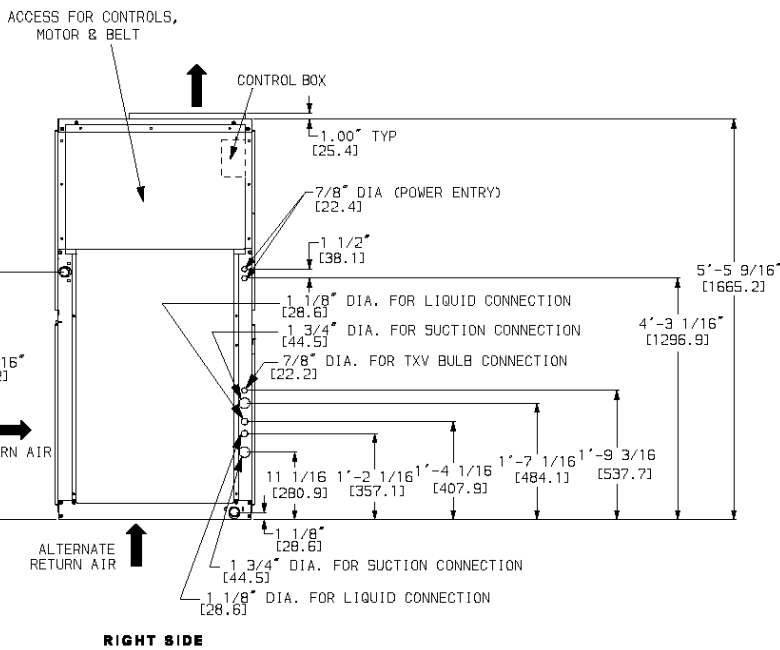 ACCESS FOR CONTROLS,
MOTOR & BELT
CONTROL BOX
1.00" TYP
[25.4]
7/8" DIA (POWER ENTRY)
[22.4]
1 1/2"
[38.1]
5'-5 9/16"
[1665.2]
1 1/8" DIA. FOR LIQUID CONNECTION
[28.6]
4'-3 1/16"
[1296.9]
1 3/4" DIA. FOR SUCTION CONNECTION
[44.5]
7/8" DIA. FOR TXV BULB CONNECTION
[22.2]
16"
RN AIR
11 1/16
[280.9]
1'-2 1/16
[357.1]
1'-4 1/16
[407.9]
1'-7 1/16
[484.1]
1'-9 3/16
[537.7]
1 1/8"
[28.6]
ALTERNATE
RETURN AIR
1 3/4" DIA. FOR SUCTION CONNECTION
[44.5]
1 1/8" DIA. FOR LIQUID CONNECTION
[28.6]
RIGHT SIDE